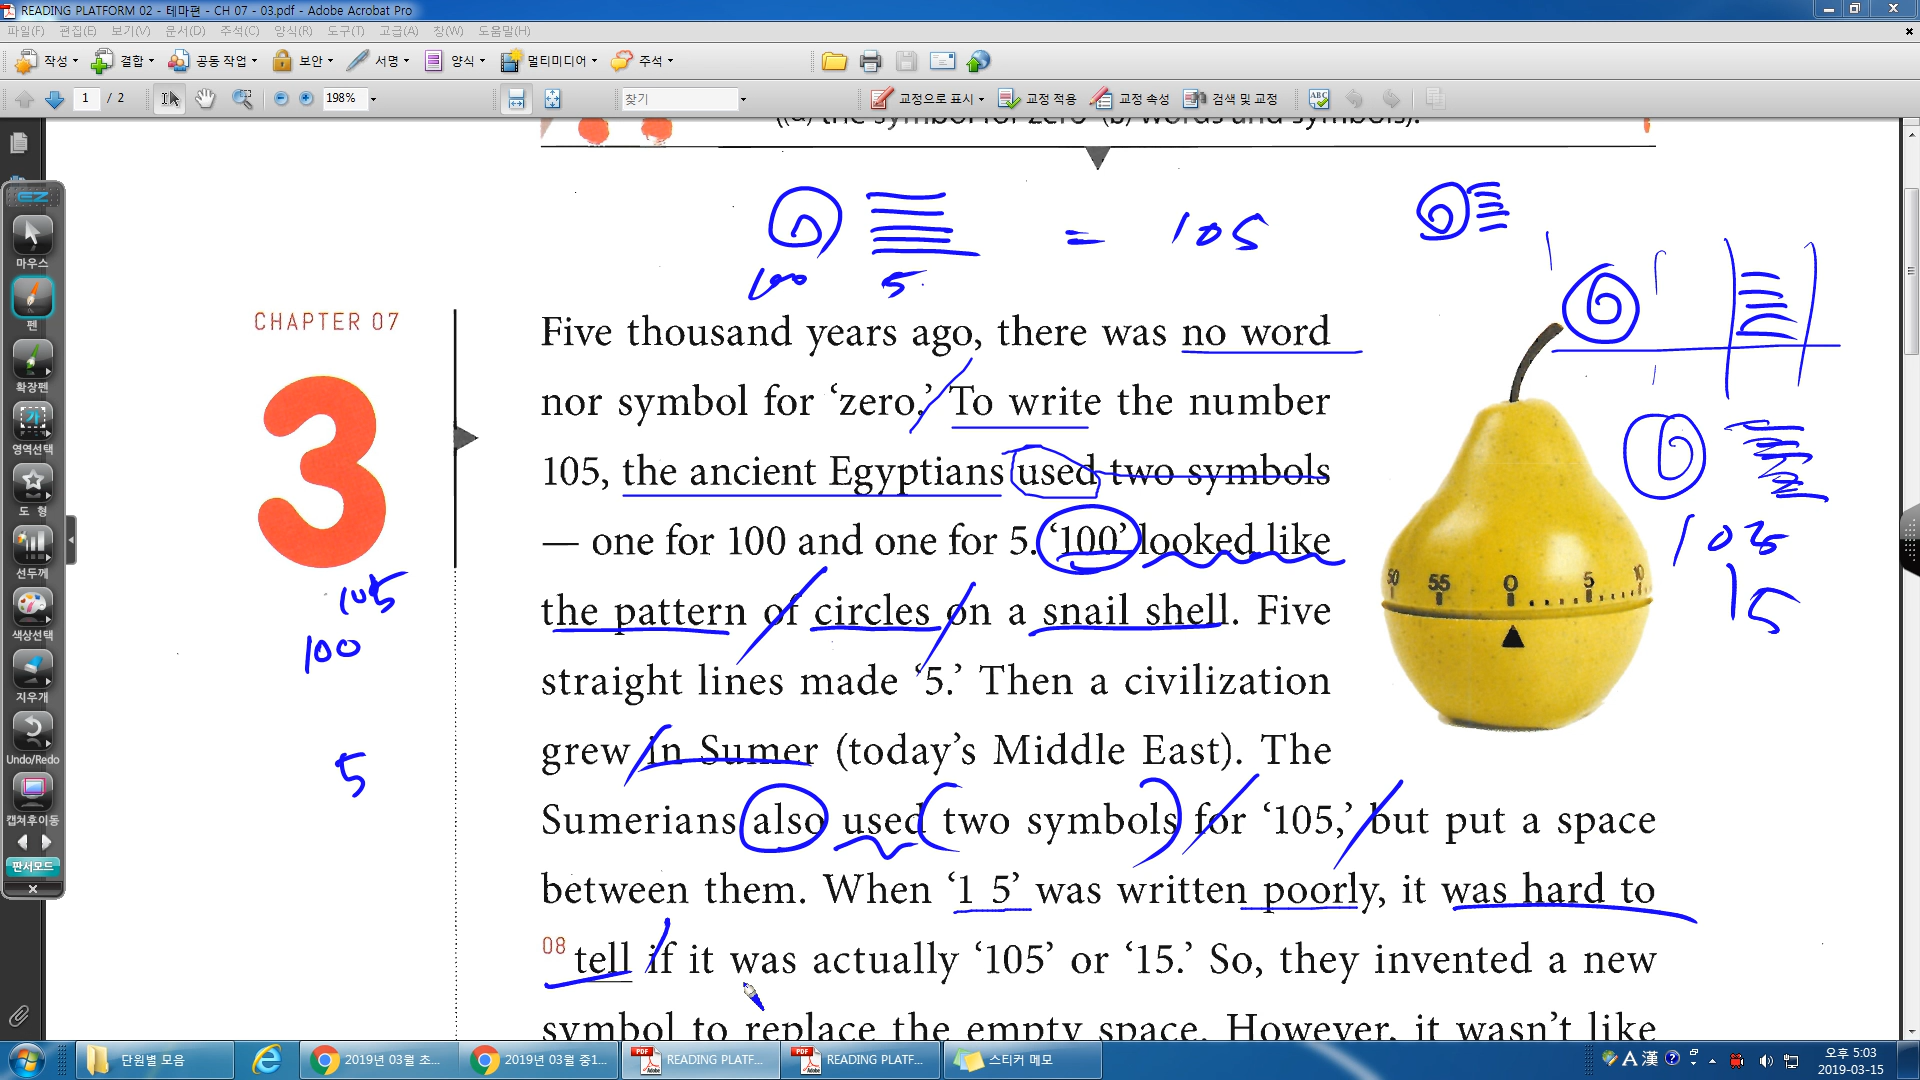 READING PLATFORM 02 - 테마편 - CH 07 - 03.pdf - Adobe Acrobat Pro
파일(F) 편집(E) 보기(V) 문서(D) 주석(C) 양식(R) 도구(T) 고급(A) 창(W) 도움말(H)
작성 결합 공동 작업 보안 서명 양식 멀티미디어 주석
1 / 2 198% 찾기 교정으로 표시 교정 적용 교정 속성 검색 및 교정
((a) the symbol for zero (b) words and symbols).
= 105
100 5
CHAPTER 07
3
Five thousand years ago, there was no word
nor symbol for ‘zero.’ To write the number
105, the ancient Egyptians used two symbols
— one for 100 and one for 5. ‘100’ looked like
the pattern of circles on a snail shell. Five
straight lines made ‘5.’ Then a civilization
grew in Sumer (today’s Middle East). The
Sumerians also used two symbols for ‘105,’ but put a space
between them. When ‘1 5’ was written poorly, it was hard to
08 tell if it was actually ‘105’ or ‘15.’ So, they invented a new
symbol to replace the empty space. However, it wasn’t like
105
100
5
105
15
50 55 0 5 10
EZ
마우스
펜
확장펜
영역선택
도 형
선두께
색상선택
지우개
Undo/Redo
캡쳐후이동
판서모드
단원별 모음
2019년 03월 초...
2019년 03월 중1...
READING PLATF...
READING PLATF...
스티커 메모
A 漢
오후 5:03
2019-03-15